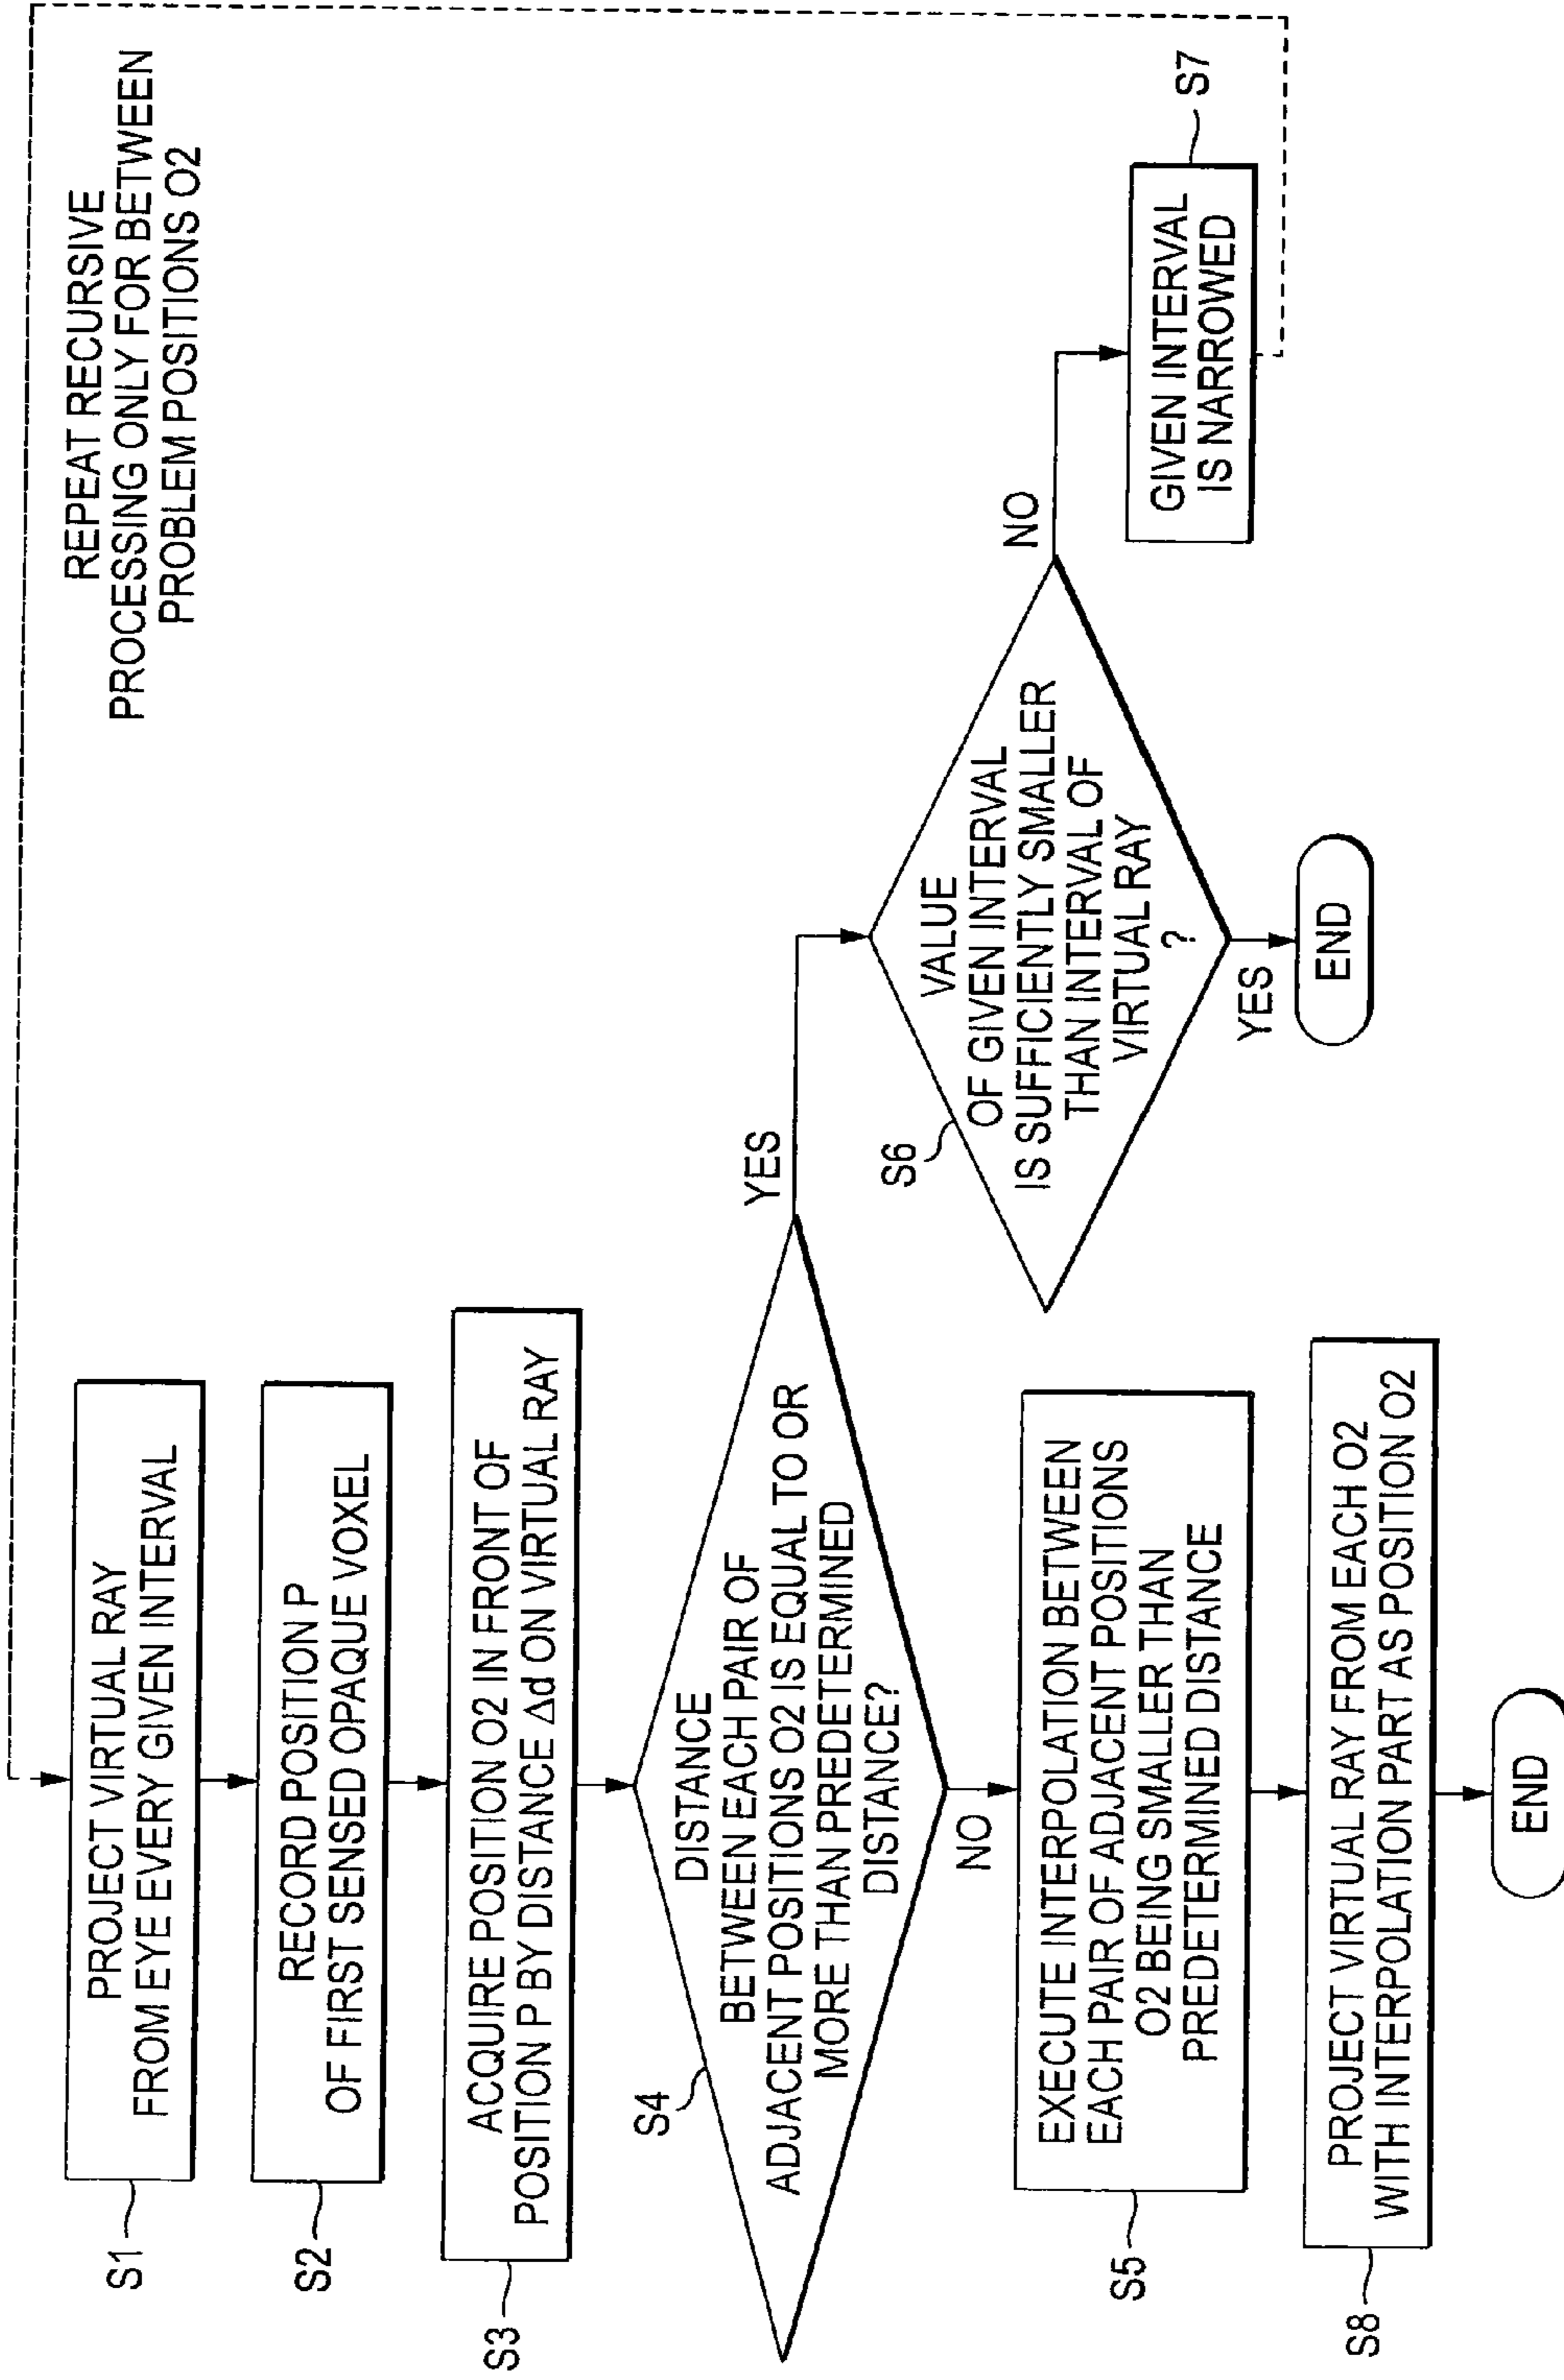 REPEAT RECURSIVE
PROCESSING ONLY FOR BETWEEN
PROBLEM POSITIONS O2
S1
PROJECT VIRTUAL RAY
FROM EYE EVERY GIVEN INTERVAL
S2
RECORD POSITION P
OF FIRST SENSED OPAQUE VOXEL
S3
ACQUIRE POSITION O2 IN FRONT OF
POSITION P BY DISTANCE Δd ON VIRTUAL RAY
S4
DISTANCE
BETWEEN EACH PAIR OF
ADJACENT POSITIONS O2 IS EQUAL TO OR
MORE THAN PREDETERMINED
DISTANCE?
YES
NO
S6
VALUE
OF GIVEN INTERVAL
IS SUFFICIENTLY SMALLER
THAN INTERVAL OF
VIRTUAL RAY
?
NO
YES
S7
GIVEN INTERVAL
IS NARROWED
END
S5
EXECUTE INTERPOLATION BETWEEN
EACH PAIR OF ADJACENT POSITIONS
O2 BEING SMALLER THAN
PREDETERMINED DISTANCE
S8
PROJECT VIRTUAL RAY FROM EACH O2
WITH INTERPOLATION PART AS POSITION O2
END